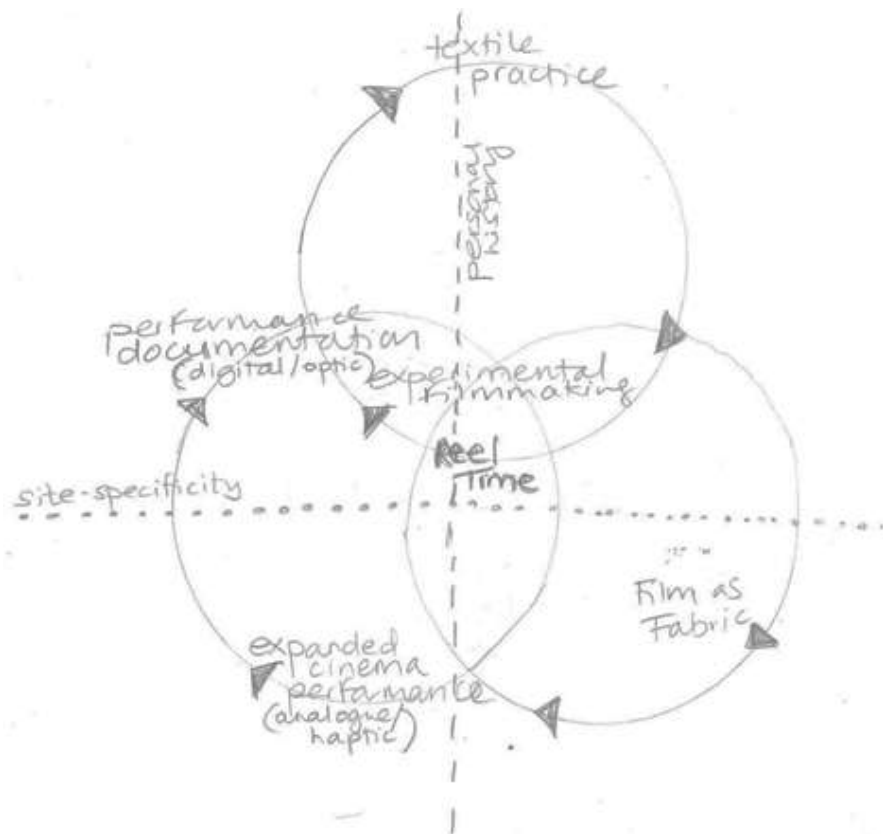 textile
practice
personal
history
performance
documentation
(digital/optic)
experimental
filmmaking
Reel
Time
site-specificity
Film as
Fabric
expanded
cinema
performance
(analogue/
haptic)